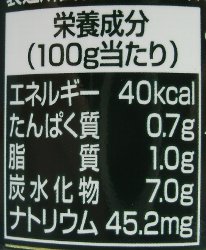 栄養成分
(100g当たり)
エネルギー 40kcal
たんぱく質 0.7g
脂質 1.0g
炭水化物 7.0g
ナトリウム 45.2mg